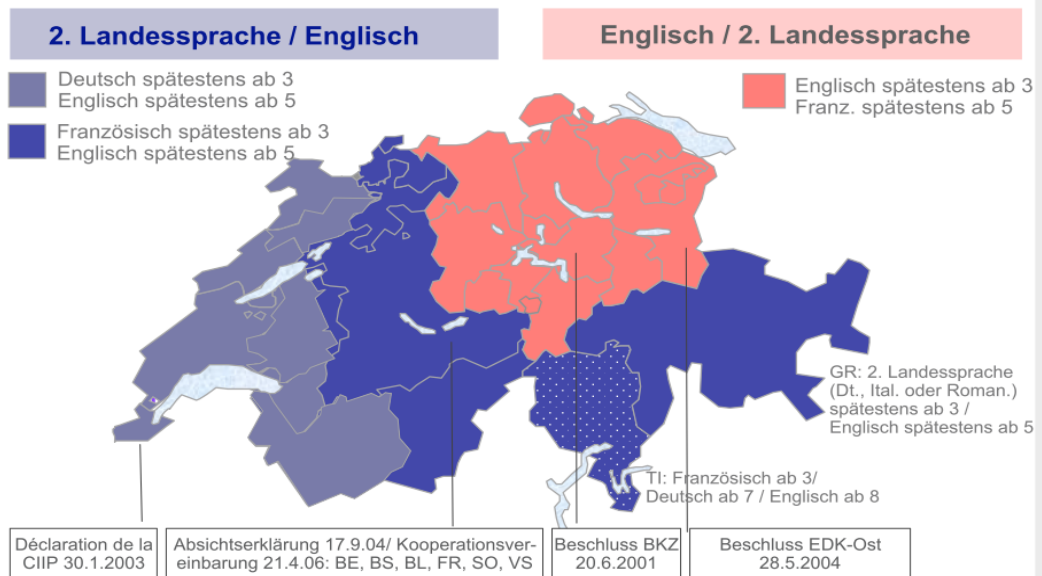 2. Landessprache / Englisch
Englisch / 2. Landessprache
Deutsch spätestens ab 3
Englisch spätestens ab 5
Französisch spätestens ab 3
Englisch spätestens ab 5
Englisch spätestens ab 3
Franz. spätestens ab 5
GR: 2. Landessprache
(Dt., Ital. oder Roman.)
spätestens ab 3 /
Englisch spätestens ab 5
TI: Französisch ab 3/
Deutsch ab 7 / Englisch ab 8
Déclaration de la
CIIP 30.1.2003
Absichtserklärung 17.9.04/ Kooperationsver-
einbarung 21.4.06: BE, BS, BL, FR, SO, VS
Beschluss BKZ
20.6.2001
Beschluss EDK-Ost
28.5.2004